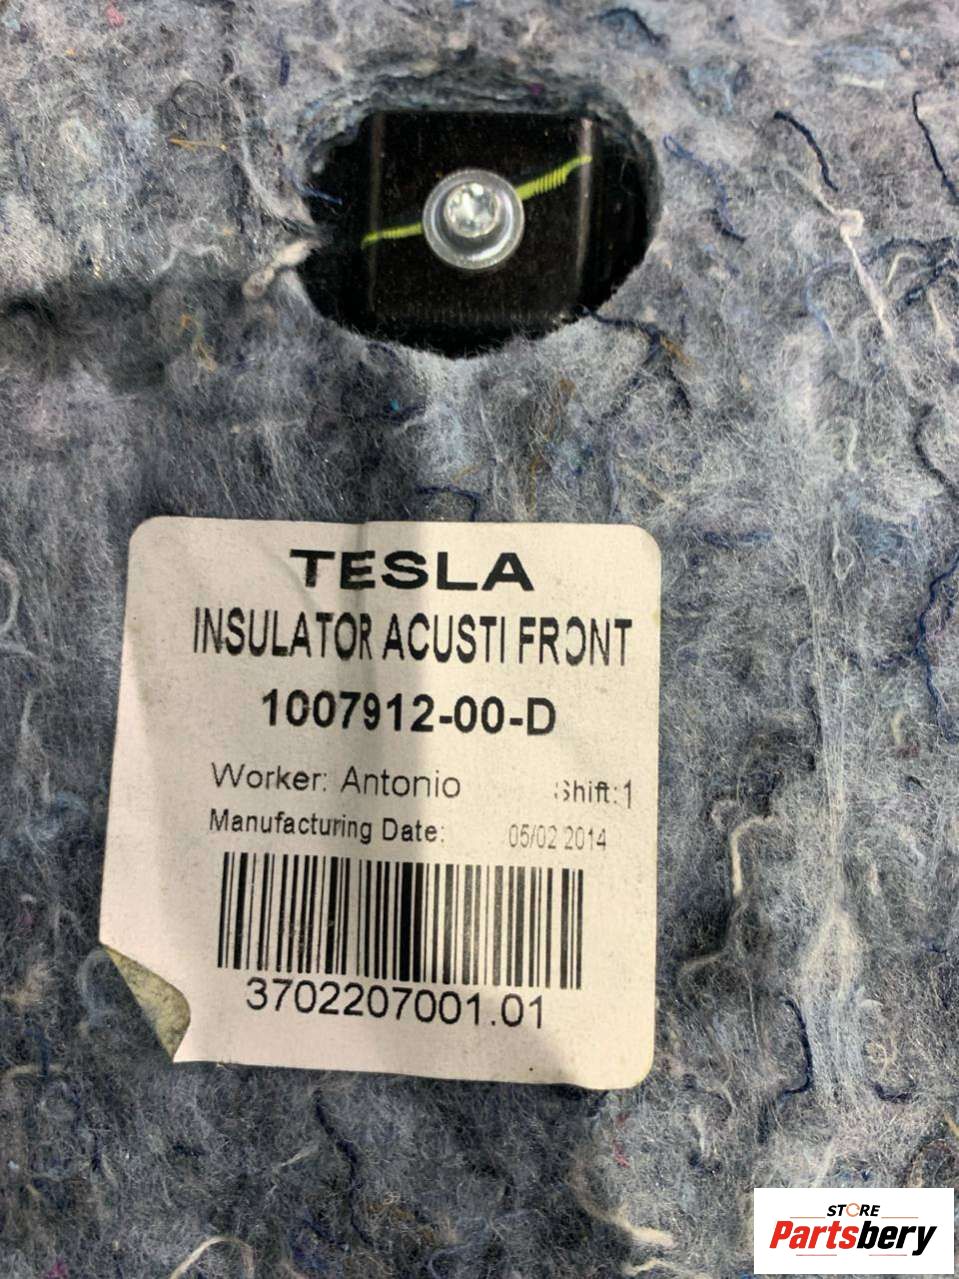 TESLA
INSULATOR ACUSTI FRONT
1007912-00-D
Worker: Antonio Shift:1
Manufacturing Date: 05/02 2014
3702207001.01
STORE
Partsbery